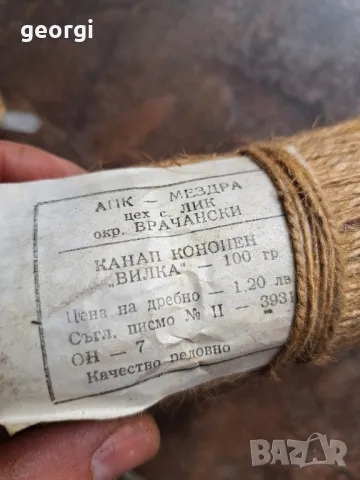 georgi
АПК — МЕЗДРА
цех с. ЛИК
окр. ВРАЧАНСКИ
КАНАП КОНОПЕН
„ВИЛКА“ — 100 гр.
Цена на дребно — 1,20 лв
Съгл. писмо № II — 3931
ОН — 7
Качество редовно
BAZAR